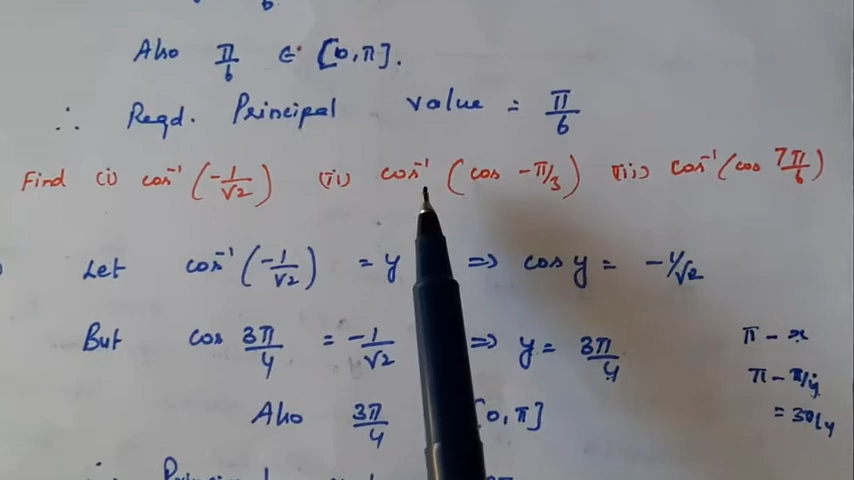 Also π/6 ∈ [0, π].
∴ Reqd. Principal value = π/6
Find (i) cos⁻¹(-1/√2) (ii) cos⁻¹(cos -π/3) (iii) cos⁻¹(cos 7π/6)
Let cos⁻¹(-1/√2) = y ⇒ cos y = -1/√2
But cos 3π/4 = -1/√2 ⇒ y = 3π/4
π - x
π - π/4
= 3π/4
Also 3π/4 [0, π]
∴ Principal